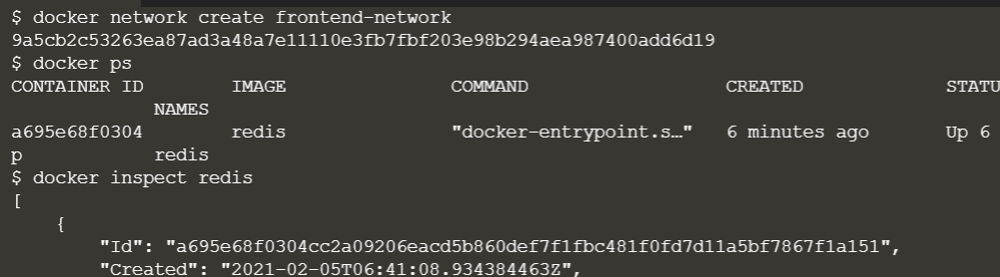 $ docker network create frontend-network
9a5cb2c53263ea87ad3a48a7e11110e3fb7fbf203e98b294aea987400add6d19
$ docker ps
CONTAINER ID        IMAGE               COMMAND                  CREATED             STATU
             NAMES
a695e68f0304        redis               "docker-entrypoint.s…"   6 minutes ago       Up 6
p            redis
$ docker inspect redis
[
    {
        "Id": "a695e68f0304cc2a09206eacd5b860def7f1fbc481f0fd7d11a5bf7867f1a151",
        "Created": "2021-02-05T06:41:08.934384463Z",